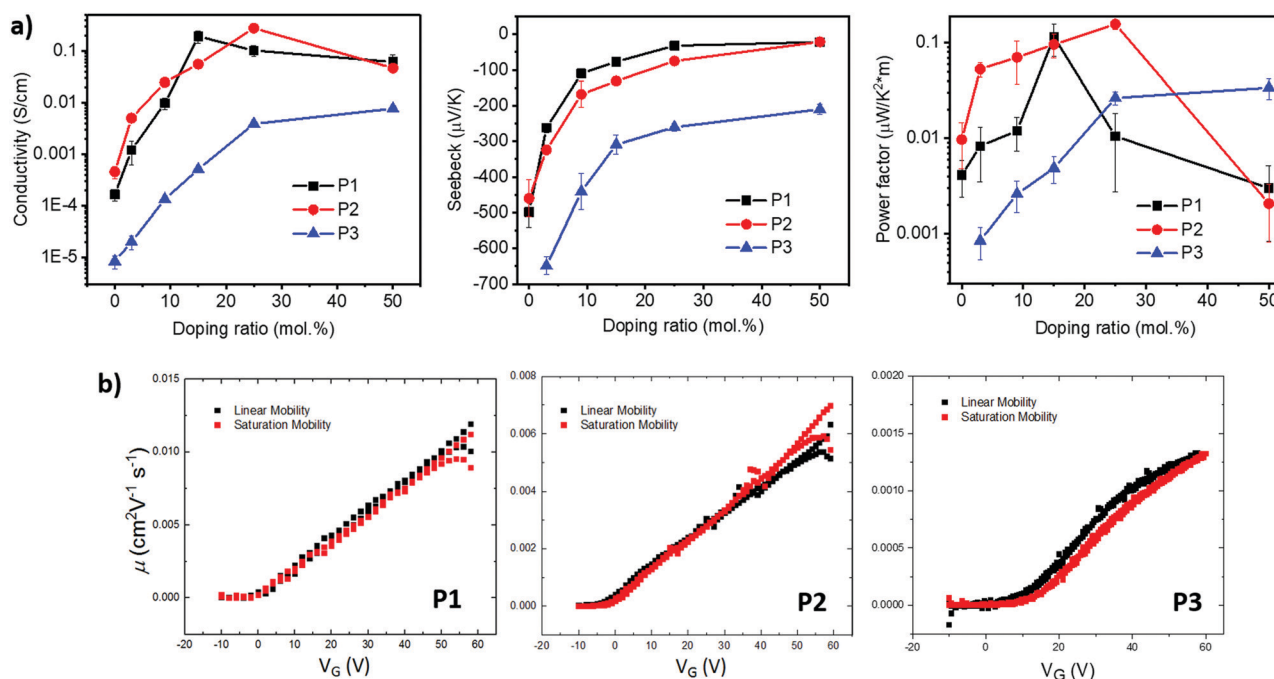 a)
Conductivity (S/cm)
0.1
0.01
0.001
1E-4
1E-5
P1
P2
P3
0 10 20 30 40 50
Doping ratio (mol.%)
Seebeck (µV/K)
0
-100
-200
-300
-400
-500
-600
-700
P1
P2
P3
0 10 20 30 40 50
Doping ratio (mol.%)
Power factor (µW/K²*m)
0.1
0.01
0.001
P1
P2
P3
0 10 20 30 40 50
Doping ratio (mol.%)
b)
µ (cm²V⁻¹ s⁻¹)
0.015
0.010
0.005
0.000
Linear Mobility
Saturation Mobility
P1
-20 -10 0 10 20 30 40 50 60
V_G (V)
0.008
0.006
0.004
0.002
0.000
Linear Mobility
Saturation Mobility
P2
-20 -10 0 10 20 30 40 50 60
V_G (V)
0.0020
0.0015
0.0010
0.0005
0.0000
Linear Mobility
Saturation Mobility
P3
-20 0 20 40 60
V_G (V)